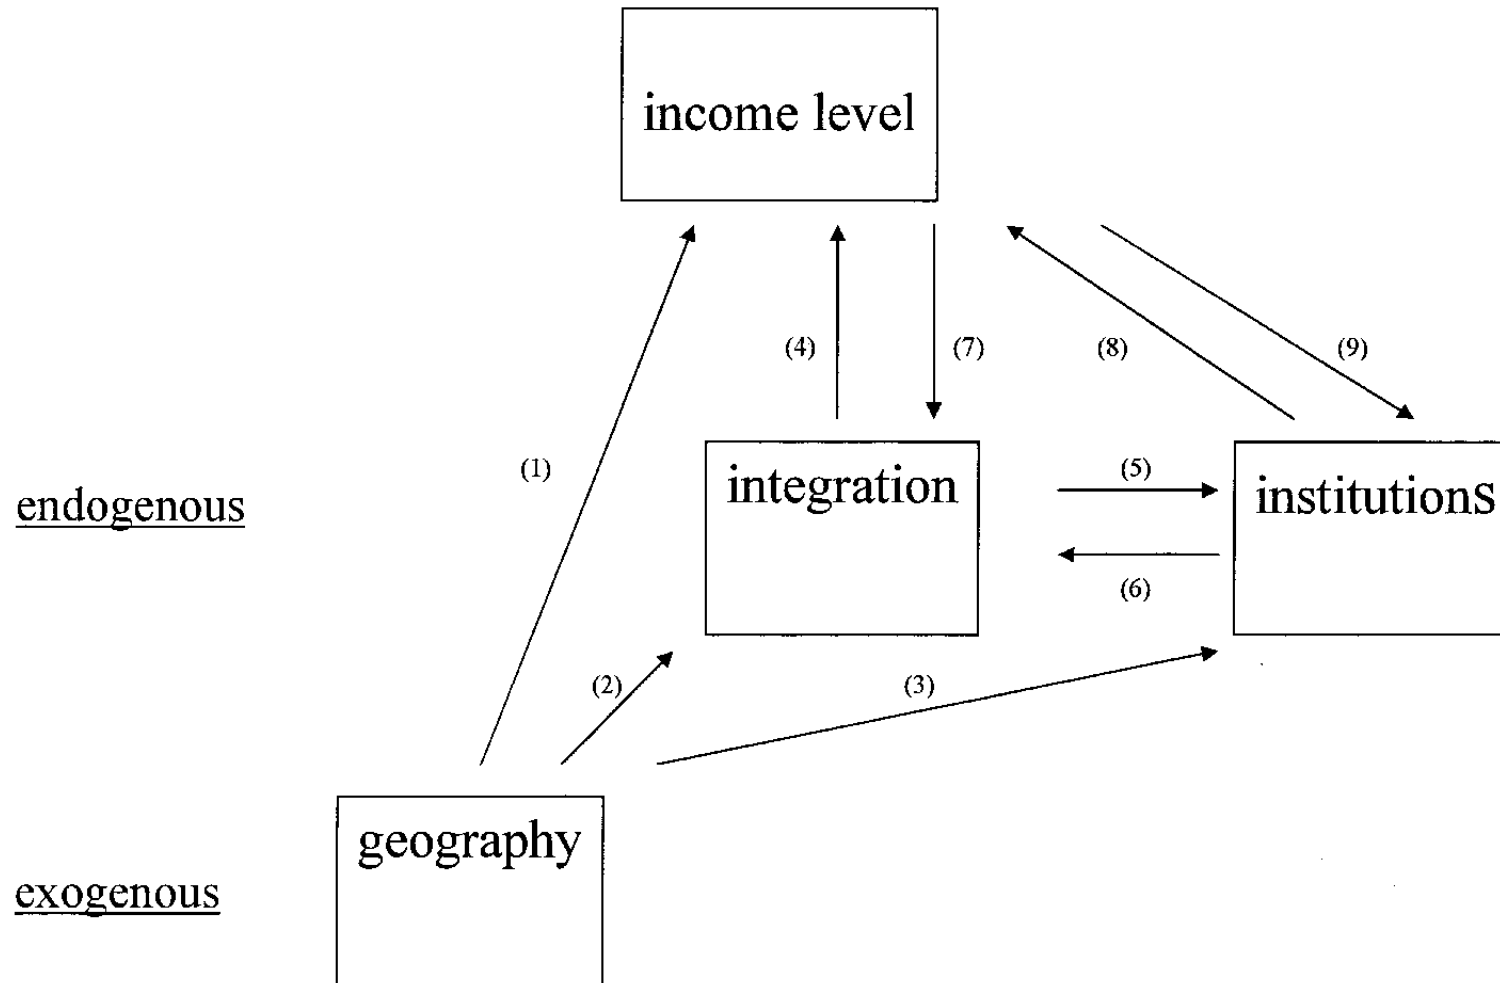 income level
(4)
(7)
(8)
(9)
(1)
(5)
endogenous
integration
institutions
(6)
(2)
(3)
geography
exogenous